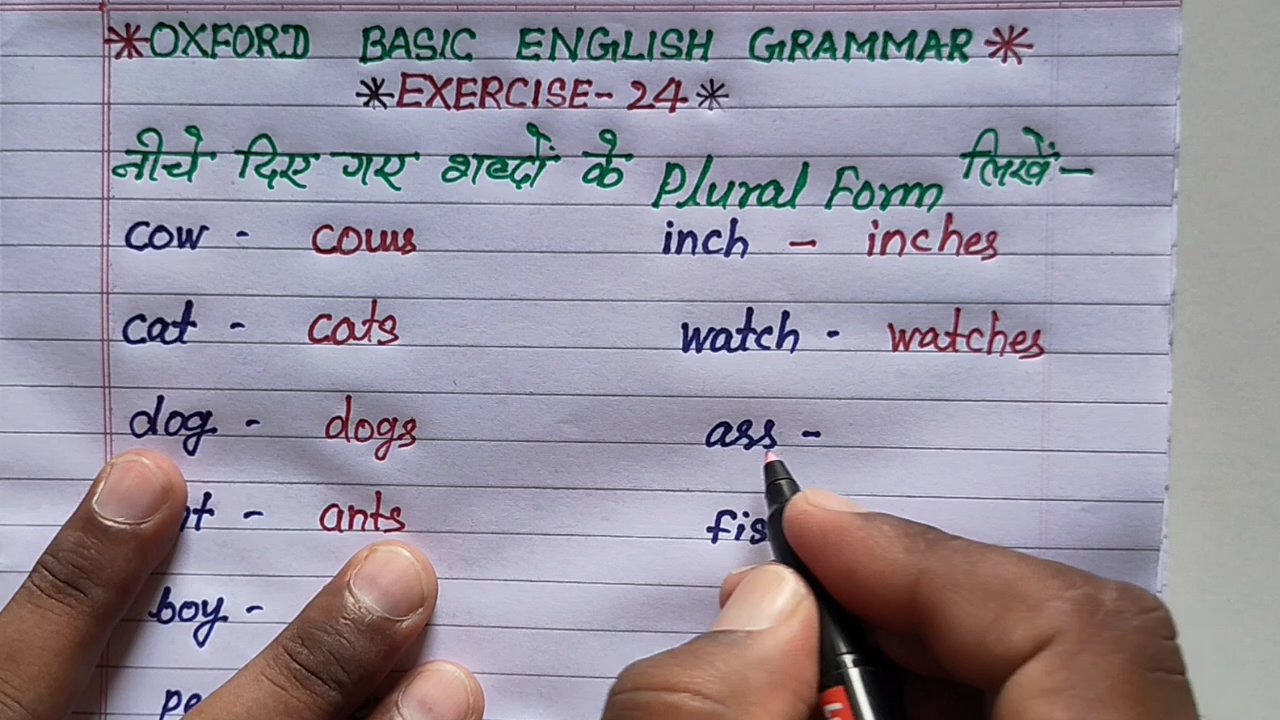 *OXFORD BASIC ENGLISH GRAMMAR*
*EXERCISE-24*
नीचे दिए गए शब्दों के Plural Form लिखें-
cow - cows inch - inches
cat - cats watch - watches
dog - dogs ass -
- ants
boy -